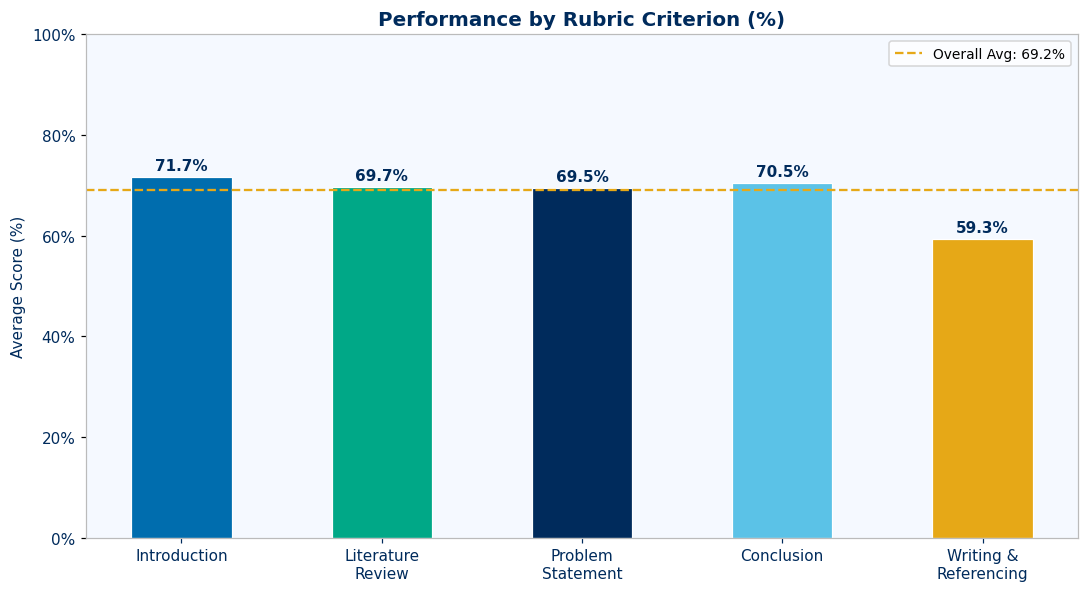 Performance by Rubric Criterion (%)
100%
80%
60%
40%
20%
0%
Average Score (%)
Overall Avg: 69.2%
71.7%
69.7%
69.5%
70.5%
59.3%
Introduction
Literature
Review
Problem
Statement
Conclusion
Writing &
Referencing